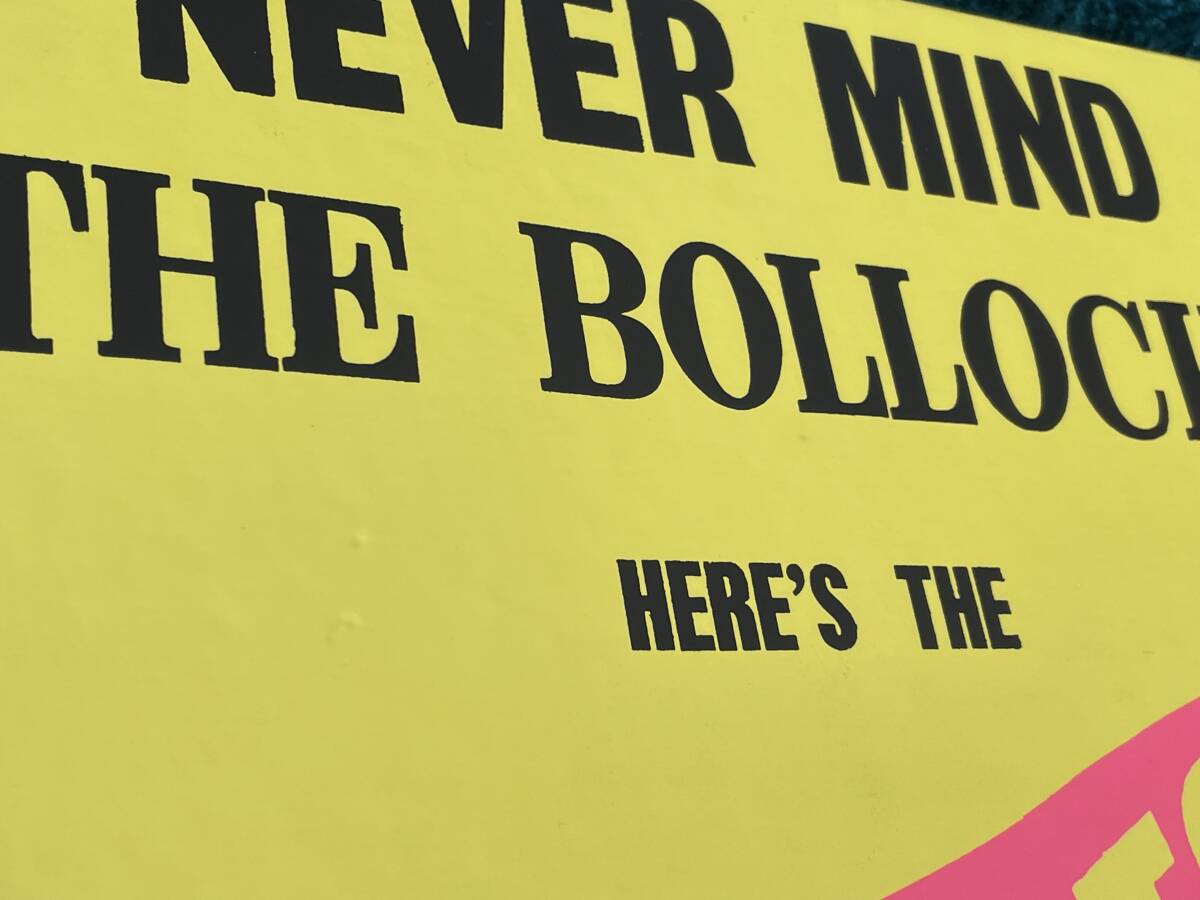 NEVER MIND
THE BOLLOCK
HERE'S THE